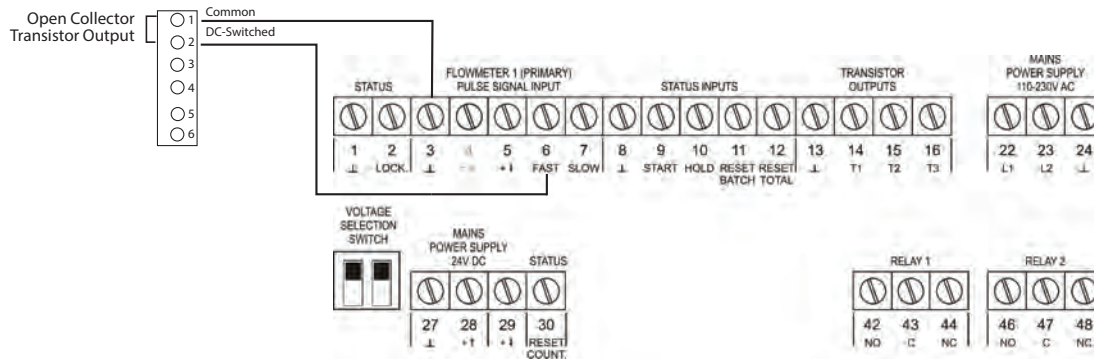 Open Collector
Transistor Output
1 Common
2 DC-Switched
3
4
5
6
STATUS
FLOWMETER 1 (PRIMARY)
PULSE SIGNAL INPUT
STATUS INPUTS
TRANSISTOR
OUTPUTS
MAINS
POWER SUPPLY
110-230V AC
1 2 3 4 5 6 7 8 9 10 11 12 13 14 15 16 22 23 24
⊥ LOCK. ⊥ FAST SLOW ⊥ START HOLD RESET BATCH RESET TOTAL ⊥ T1 T2 T3 L1 L2 ⊥
VOLTAGE
SELECTION
SWITCH
MAINS
POWER SUPPLY
24V DC
STATUS
RELAY 1
RELAY 2
27 28 29 30 42 43 44 46 47 48
⊥ +↑ +↓ RESET COUNT. NO C NC NO C NC